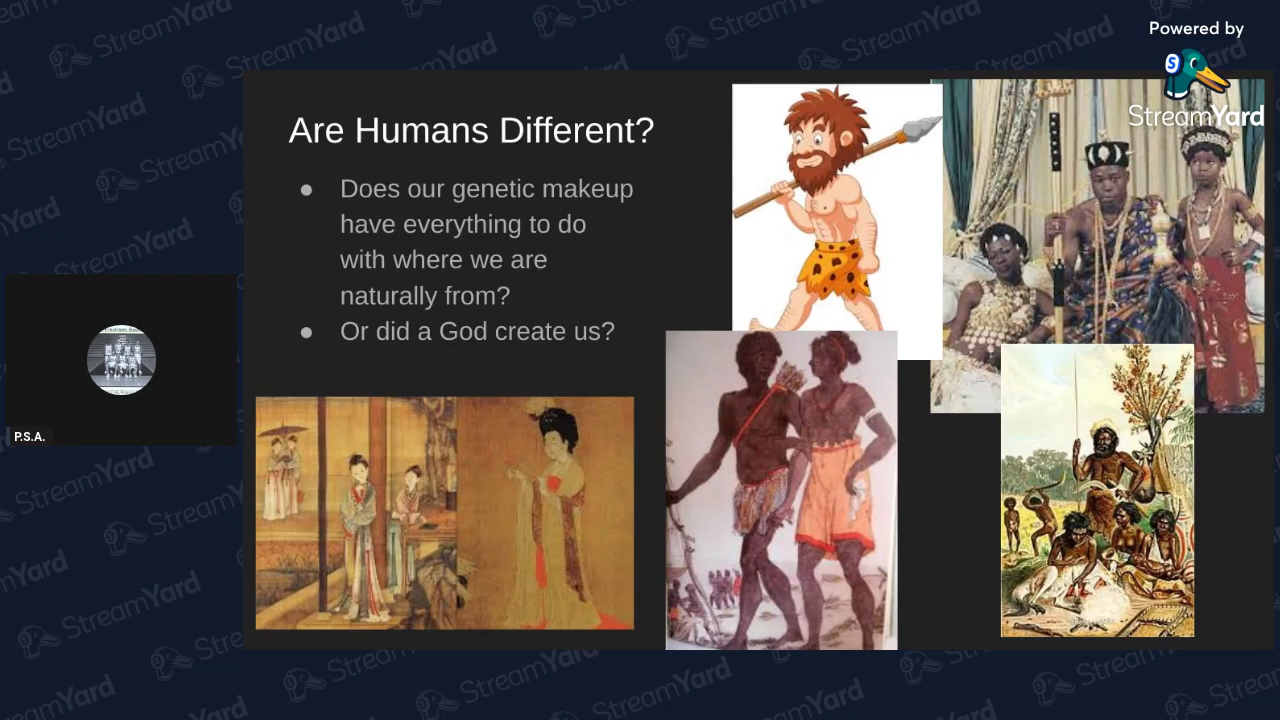 Powered by
StreamYard
Are Humans Different?
● Does our genetic makeup
have everything to do
with where we are
naturally from?
● Or did a God create us?
P.S.A.